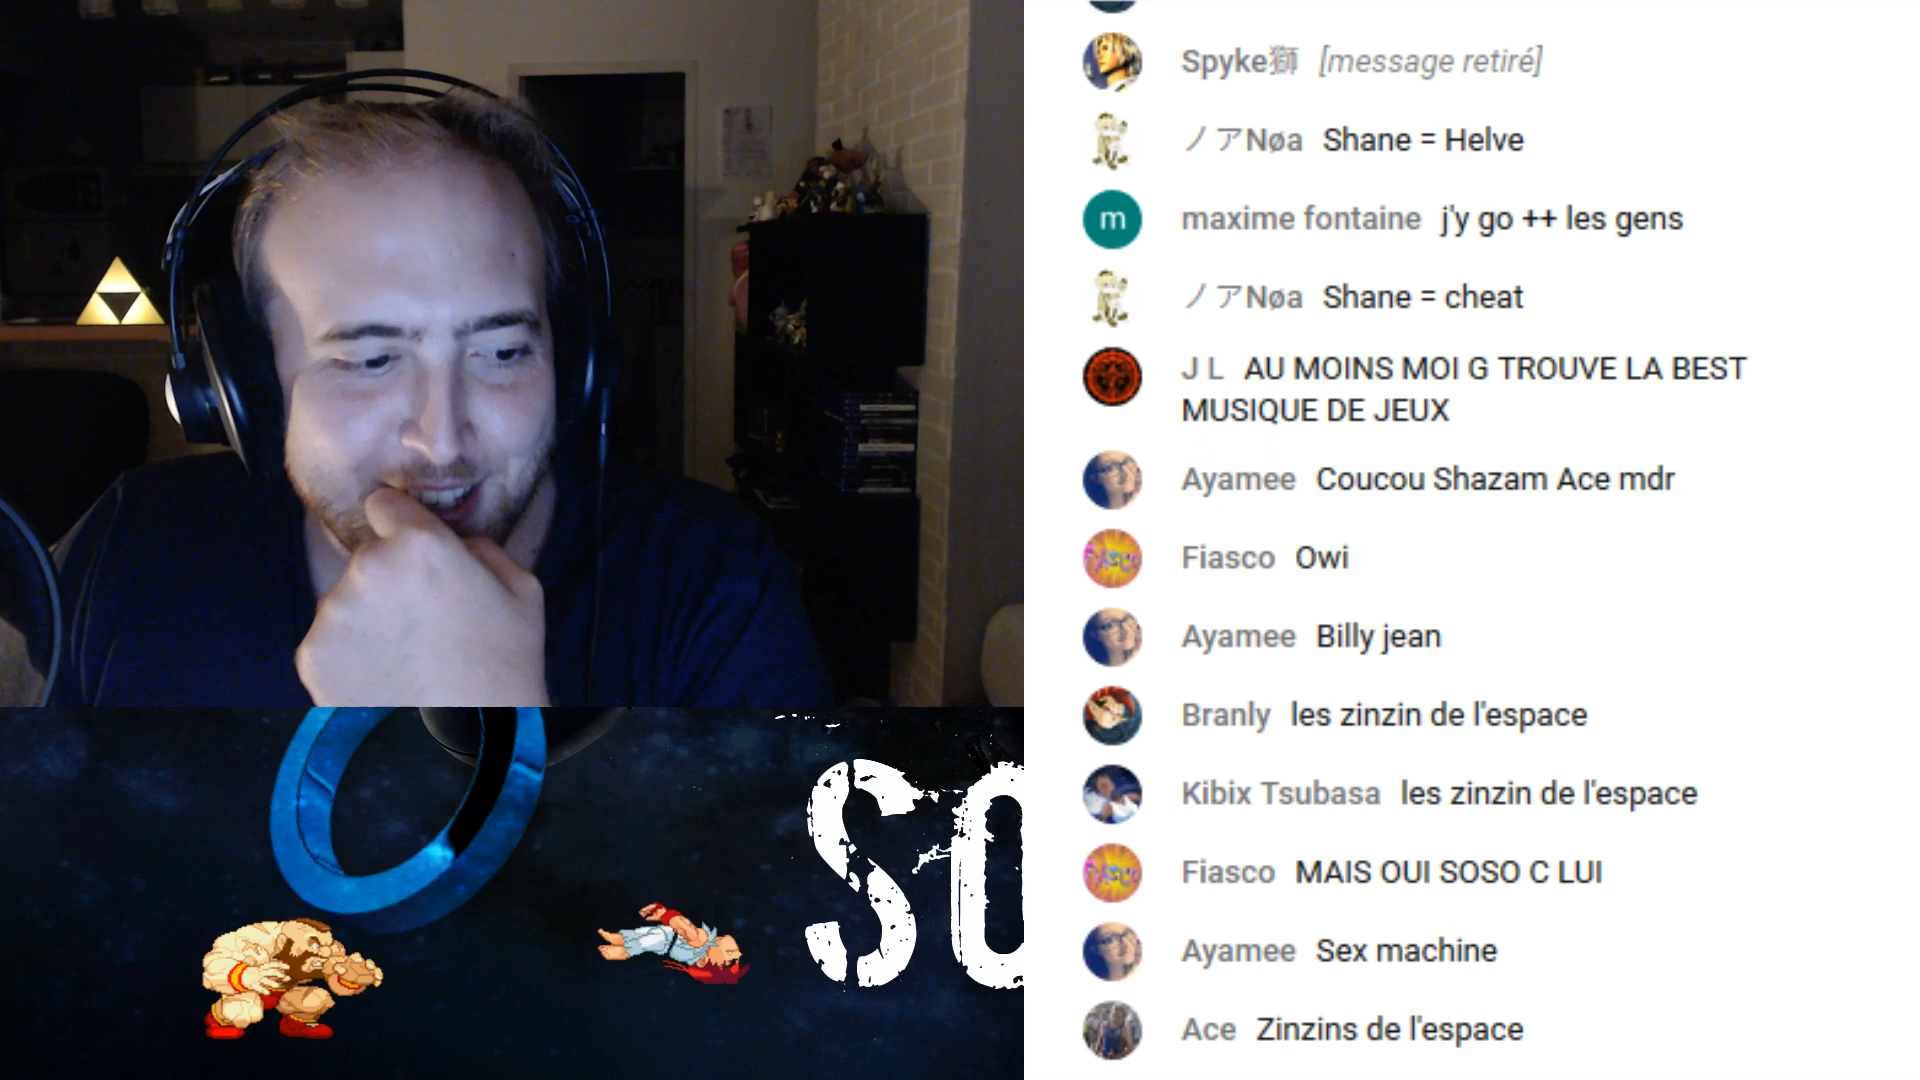 Spyke獅 [message retiré]
ノアNøa Shane = Helve
m
maxime fontaine j'y go ++ les gens
ノアNøa Shane = cheat
J L AU MOINS MOI G TROUVE LA BEST
MUSIQUE DE JEUX
Ayamee Coucou Shazam Ace mdr
FIASCO
Fiasco Owi
Ayamee Billy jean
Branly les zinzin de l'espace
Kibix Tsubasa les zinzin de l'espace
FIASCO
Fiasco MAIS OUI SOSO C LUI
Ayamee Sex machine
Ace Zinzins de l'espace
SO